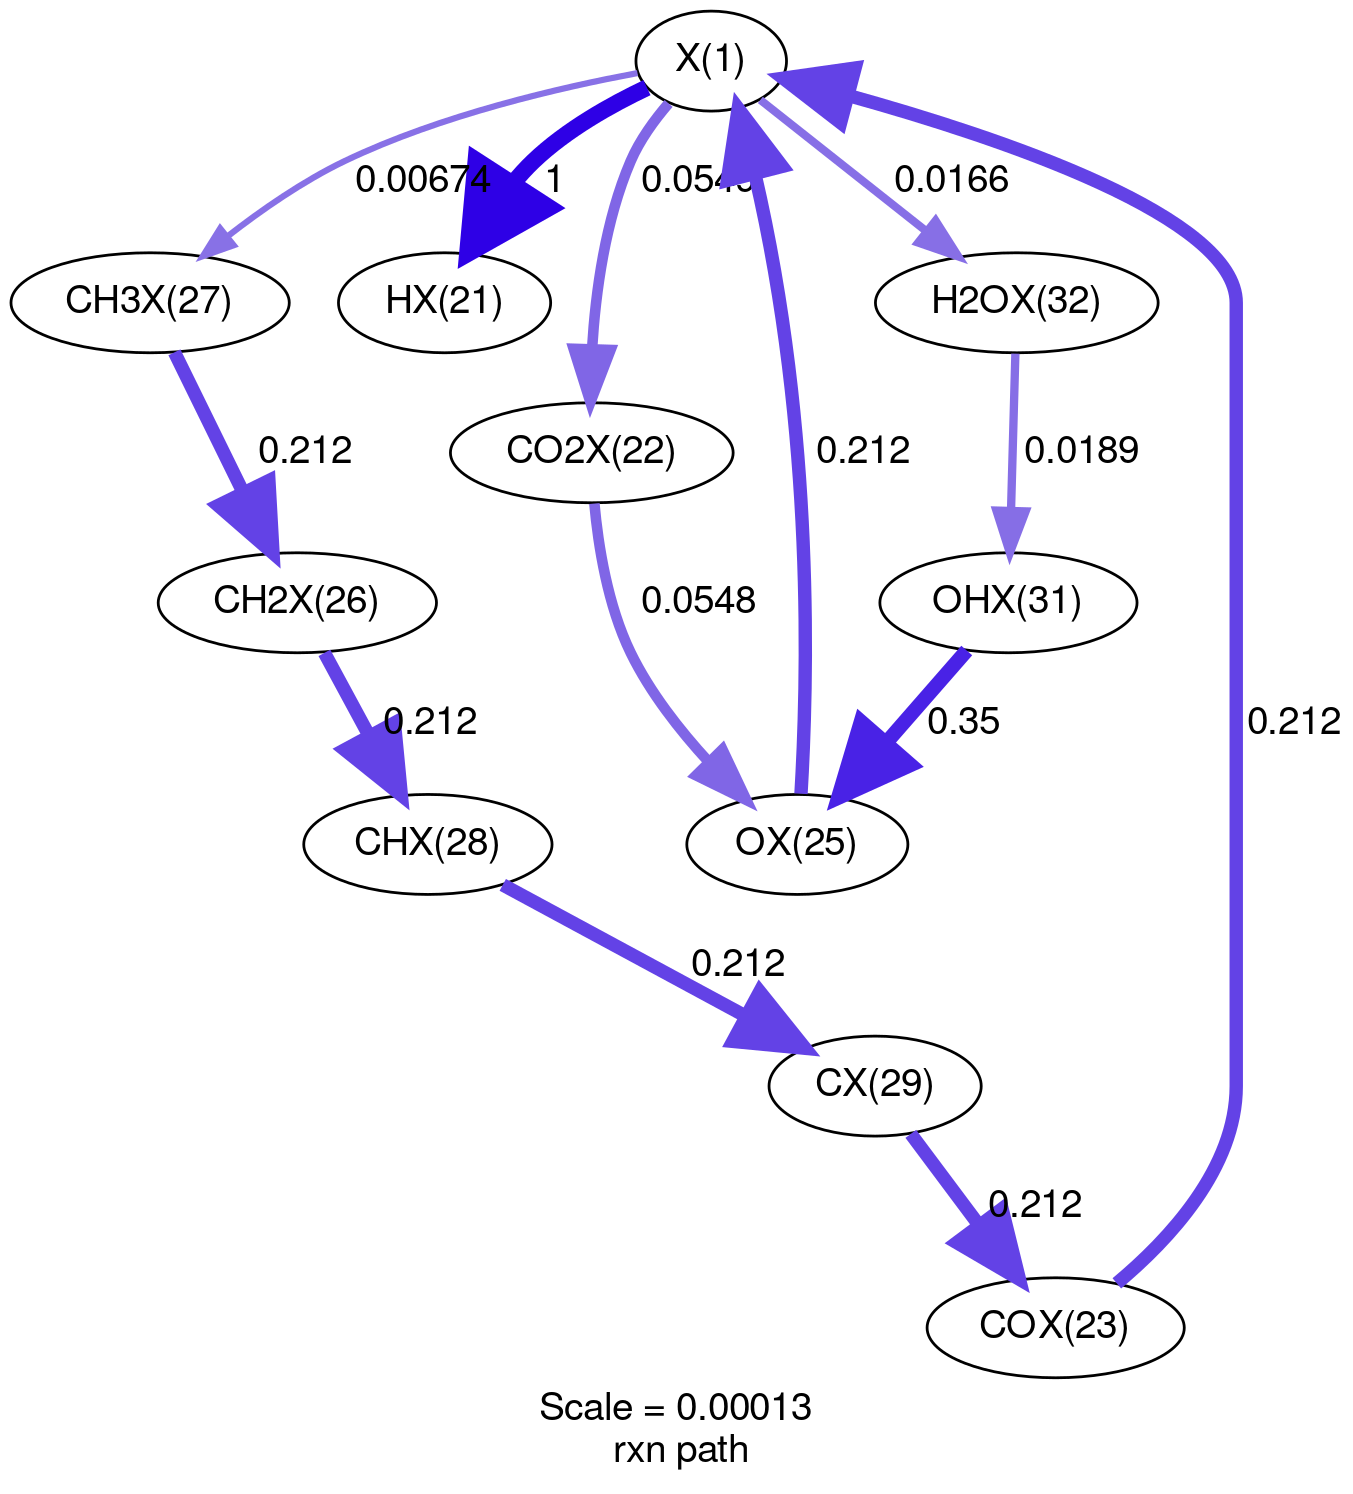 X(1)
0.00674
1
0.0166
CH3X(27)
HX(21)
H2OX(32)
0.212
CO2X(22)
0.212
0.0189
CH2X(26)
0.0548
OHX(31)
0.212
0.35
0.212
CHX(28)
OX(25)
0.212
CX(29)
0.212
COX(23)
Scale = 0.00013
rxn path